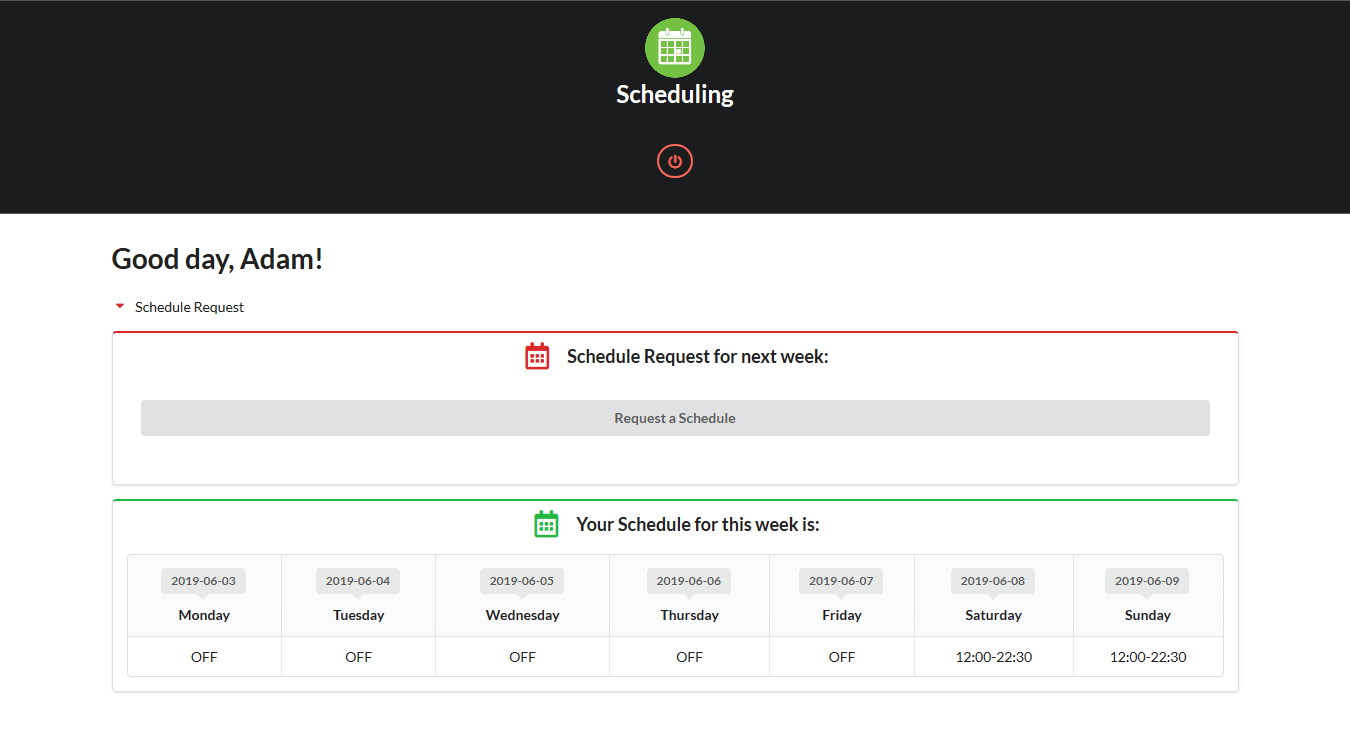 Scheduling
Good day, Adam!
Schedule Request
Schedule Request for next week:
Request a Schedule
Your Schedule for this week is:
2019-06-03 2019-06-04 2019-06-05 2019-06-06 2019-06-07 2019-06-08 2019-06-09
Monday Tuesday Wednesday Thursday Friday Saturday Sunday
OFF OFF OFF OFF OFF 12:00-22:30 12:00-22:30